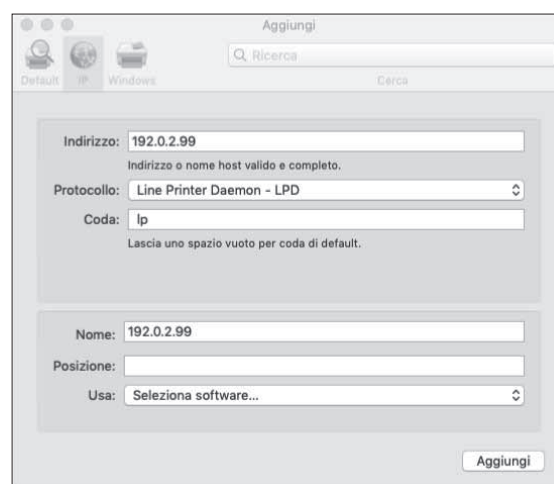 Aggiungi
Ricerca
Default IP Windows Cerca
Indirizzo: 192.0.2.99
Indirizzo o nome host valido e completo.
Protocollo: Line Printer Daemon - LPD
Coda: lp
Lascia uno spazio vuoto per coda di default.
Nome: 192.0.2.99
Posizione:
Usa: Seleziona software...
Aggiungi